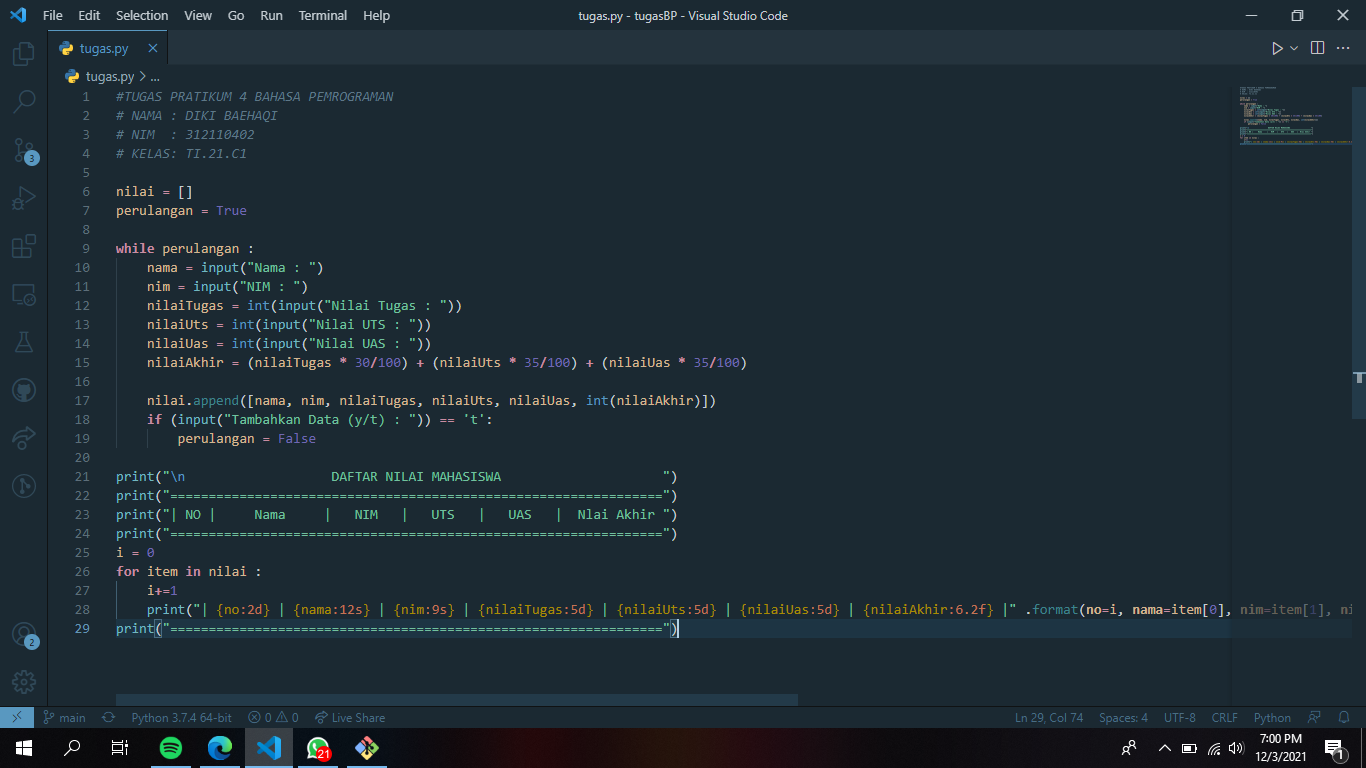 File Edit Selection View Go Run Terminal Help
tugas.py - tugasBP - Visual Studio Code
tugas.py
tugas.py > ...
1 #TUGAS PRATIKUM 4 BAHASA PEMROGRAMAN
2 # NAMA : DIKI BAEHAQI
3 # NIM  : 312110402
4 # KELAS: TI.21.C1
5
6 nilai = []
7 perulangan = True
8
9 while perulangan :
10     nama = input("Nama : ")
11     nim = input("NIM : ")
12     nilaiTugas = int(input("Nilai Tugas : "))
13     nilaiUts = int(input("Nilai UTS : "))
14     nilaiUas = int(input("Nilai UAS : "))
15     nilaiAkhir = (nilaiTugas * 30/100) + (nilaiUts * 35/100) + (nilaiUas * 35/100)
16
17     nilai.append([nama, nim, nilaiTugas, nilaiUts, nilaiUas, int(nilaiAkhir)])
18     if (input("Tambahkan Data (y/t) : ")) == 't':
19         perulangan = False
20
21 print("\n                   DAFTAR NILAI MAHASISWA                     ")
22 print("================================================================")
23 print("| NO |     Nama     |   NIM   |   UTS   |   UAS   |  Nlai Akhir ")
24 print("================================================================")
25 i = 0
26 for item in nilai :
27     i+=1
28     print("| {no:2d} | {nama:12s} | {nim:9s} | {nilaiTugas:5d} | {nilaiUts:5d} | {nilaiUas:5d} | {nilaiAkhir:6.2f} |" .format(no=i, nama=item[0], nim=item[1], ni
29 print("================================================================")
3
2
main Python 3.7.4 64-bit 0 0 Live Share
Ln 29, Col 74 Spaces: 4 UTF-8 CRLF Python
21
7:00 PM
12/3/2021
1